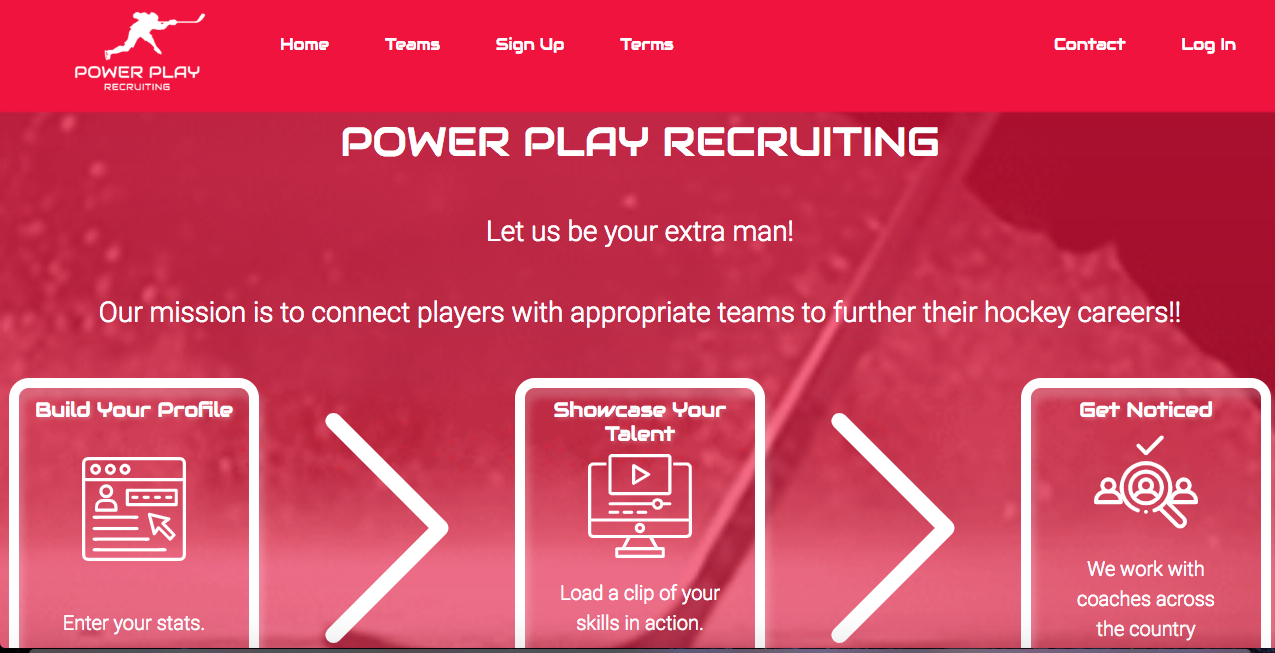 POWER PLAY
RECRUITING
Home
Teams
Sign Up
Terms
Contact
Log In
POWER PLAY RECRUITING
Let us be your extra man!
Our mission is to connect players with appropriate teams to further their hockey careers!!
Build Your Profile
Enter your stats.
Showcase Your
Talent
Load a clip of your
skills in action.
Get Noticed
We work with
coaches across
the country